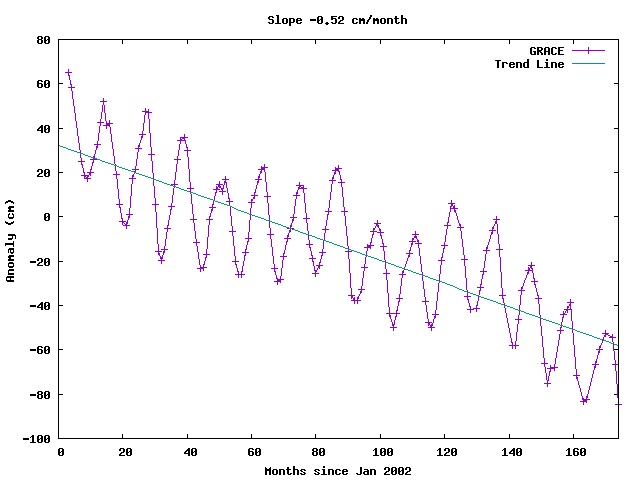 Slope -0.52 cm/month
80
60
40
20
0
-20
-40
-60
-80
-100
Anomaly (cm)
GRACE
Trend Line
0 20 40 60 80 100 120 140 160
Months since Jan 2002